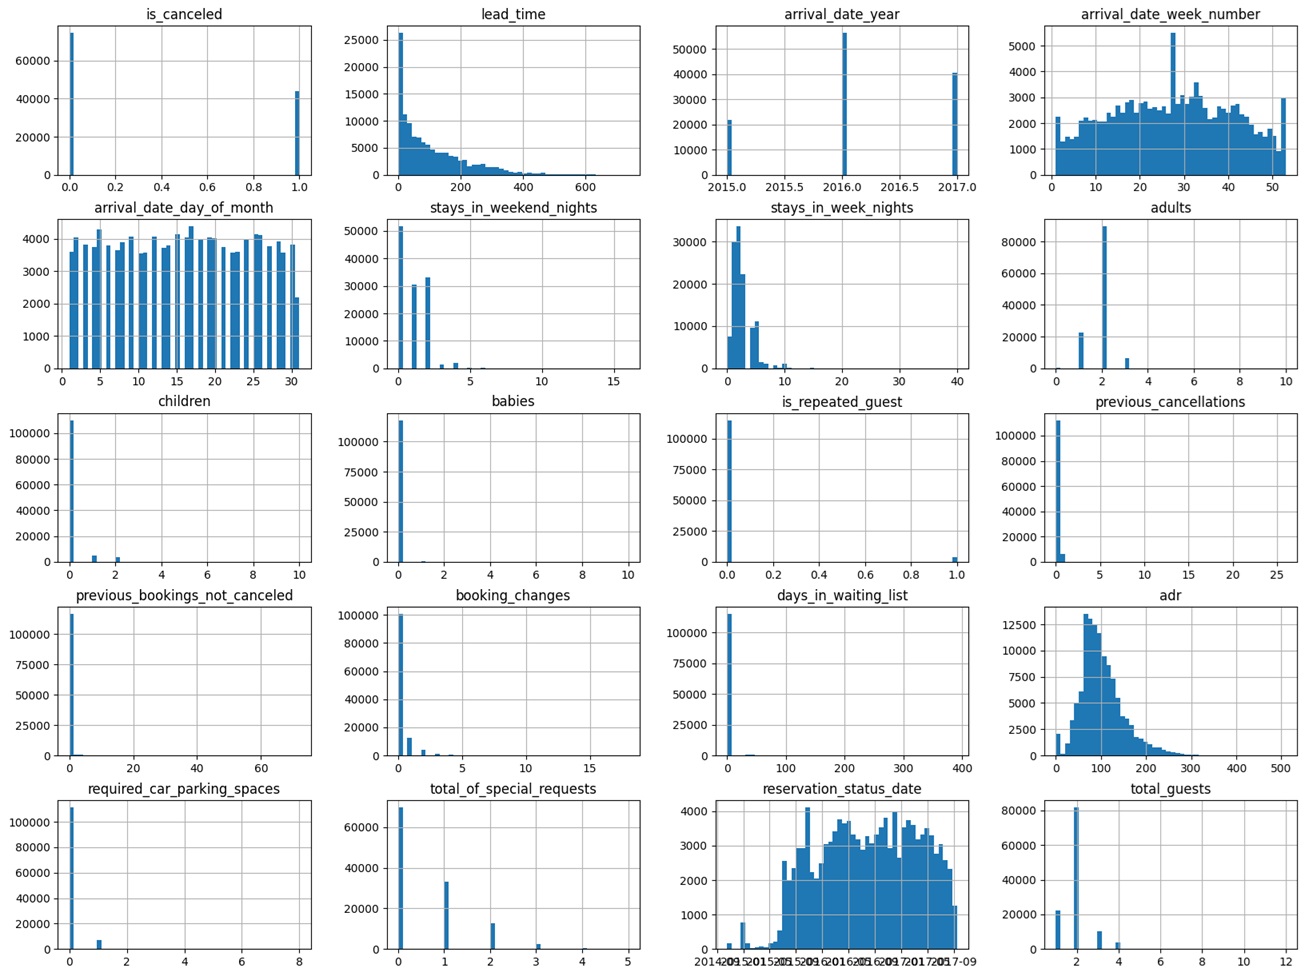 is_canceled
60000
40000
20000
0
0.0 0.2 0.4 0.6 0.8 1.0
lead_time
25000
20000
15000
10000
5000
0
0 200 400 600
arrival_date_year
50000
40000
30000
20000
10000
0
2015.0 2015.5 2016.0 2016.5 2017.0
arrival_date_week_number
5000
4000
3000
2000
1000
0
0 10 20 30 40 50
arrival_date_day_of_month
4000
3000
2000
1000
0
0 5 10 15 20 25 30
stays_in_weekend_nights
50000
40000
30000
20000
10000
0
0 5 10 15
stays_in_week_nights
30000
20000
10000
0
0 10 20 30 40
adults
80000
60000
40000
20000
0
0 2 4 6 8 10
children
100000
80000
60000
40000
20000
0
0 2 4 6 8 10
babies
100000
75000
50000
25000
0
0 2 4 6 8 10
is_repeated_guest
100000
75000
50000
25000
0
0.0 0.2 0.4 0.6 0.8 1.0
previous_cancellations
100000
80000
60000
40000
20000
0
0 5 10 15 20 25
previous_bookings_not_canceled
100000
75000
50000
25000
0
0 20 40 60
booking_changes
100000
80000
60000
40000
20000
0
0 5 10 15
days_in_waiting_list
100000
75000
50000
25000
0
0 100 200 300 400
adr
12500
10000
7500
5000
2500
0
0 100 200 300 400 500
required_car_parking_spaces
100000
80000
60000
40000
20000
0
0 2 4 6 8
total_of_special_requests
60000
40000
20000
0
0 1 2 3 4 5
reservation_status_date
4000
3000
2000
1000
0
total_guests
80000
60000
40000
20000
0
0 2 4 6 8 10 12